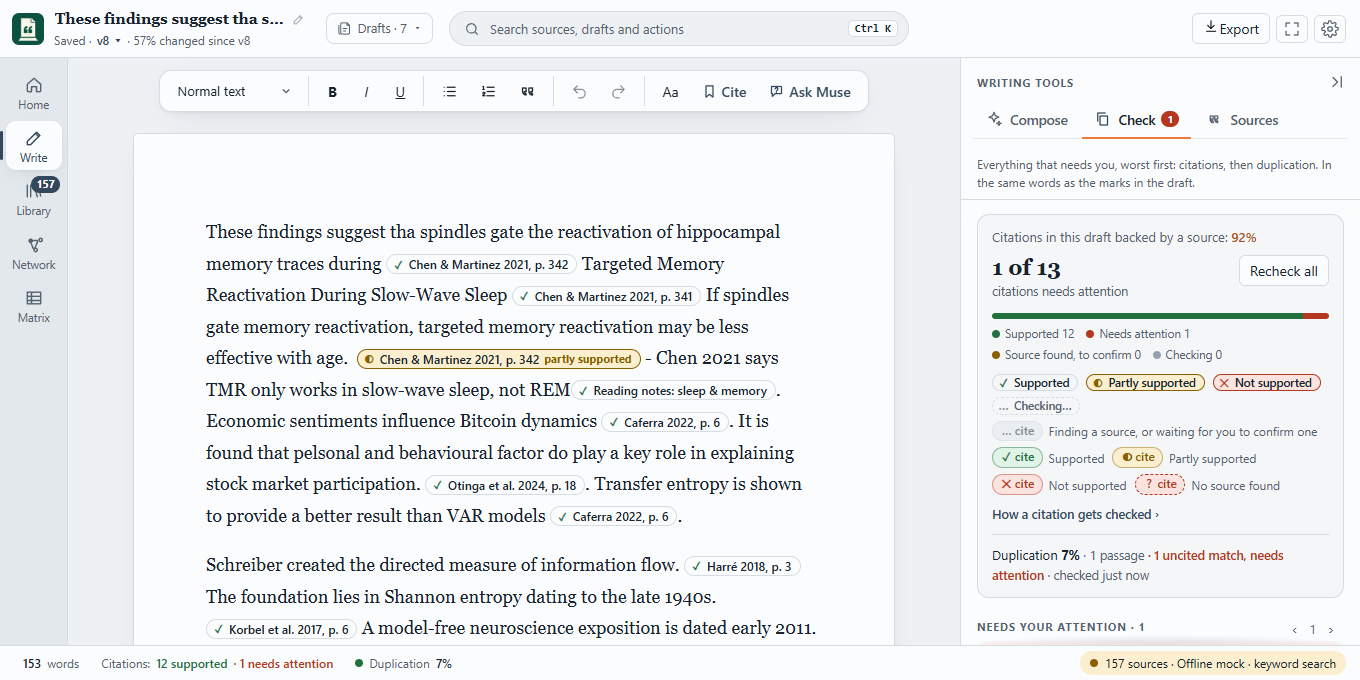 These findings suggest tha s...
Saved · v8 · 57% changed since v8
Drafts · 7
Search sources, drafts and actions
Ctrl K
Export
Home
Write
157
Library
Network
Matrix
Normal text
B I U
Aa
Cite
Ask Muse
These findings suggest tha spindles gate the reactivation of hippocampal
memory traces during ✓ Chen & Martinez 2021, p. 342 Targeted Memory
Reactivation During Slow-Wave Sleep ✓ Chen & Martinez 2021, p. 341 If spindles
gate memory reactivation, targeted memory reactivation may be less
effective with age. Chen & Martinez 2021, p. 342 partly supported - Chen 2021 says
TMR only works in slow-wave sleep, not REM ✓ Reading notes: sleep & memory .
Economic sentiments influence Bitcoin dynamics ✓ Caferra 2022, p. 6 . It is
found that pelsonal and behavioural factor do play a key role in explaining
stock market participation. ✓ Otinga et al. 2024, p. 18 . Transfer entropy is shown
to provide a better result than VAR models ✓ Caferra 2022, p. 6 .
Schreiber created the directed measure of information flow. ✓ Harré 2018, p. 3
The foundation lies in Shannon entropy dating to the late 1940s.
✓ Korbel et al. 2017, p. 6 A model-free neuroscience exposition is dated early 2011.
WRITING TOOLS
Compose
Check 1
Sources
Everything that needs you, worst first: citations, then duplication. In
the same words as the marks in the draft.
Citations in this draft backed by a source: 92%
1 of 13
citations needs attention
Recheck all
Supported 12
Needs attention 1
Source found, to confirm 0
Checking 0
✓ Supported
Partly supported
✕ Not supported
... Checking...
... cite Finding a source, or waiting for you to confirm one
✓ cite Supported
cite Partly supported
✕ cite Not supported
? cite No source found
How a citation gets checked ›
Duplication 7% · 1 passage · 1 uncited match, needs
attention · checked just now
NEEDS YOUR ATTENTION · 1
‹ 1 ›
153 words
Citations: 12 supported · 1 needs attention
Duplication 7%
157 sources · Offline mock · keyword search